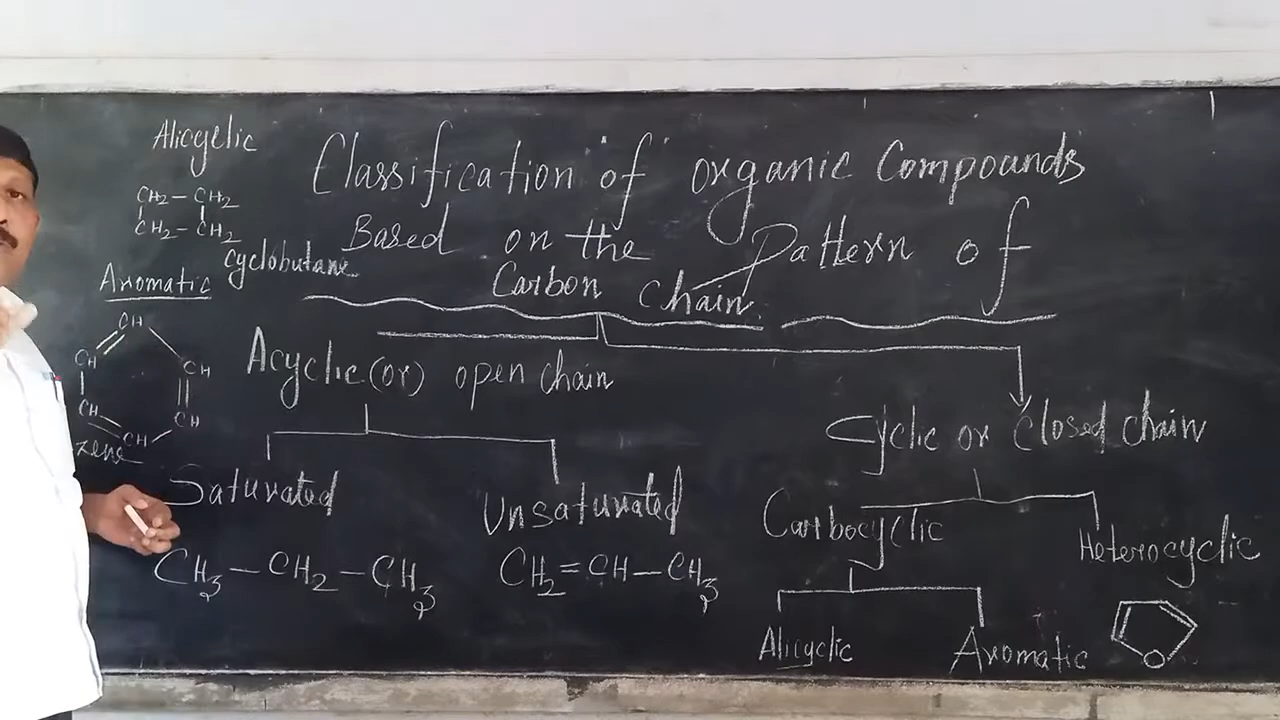 Alicyclic
CH2 – CH2
CH2 – CH2
Cyclobutane
Classification of organic Compounds
Based on the Pattern of
Carbon Chain
Aromatic
CH
CH
CH
CH
CH
CH
zene
Acyclic (or) open chain
Cyclic or Closed chain
Saturated
Unsaturated
Carbocyclic
Heterocyclic
CH3 – CH2 – CH3
CH2 = CH – CH3
Alicyclic
Aromatic
O